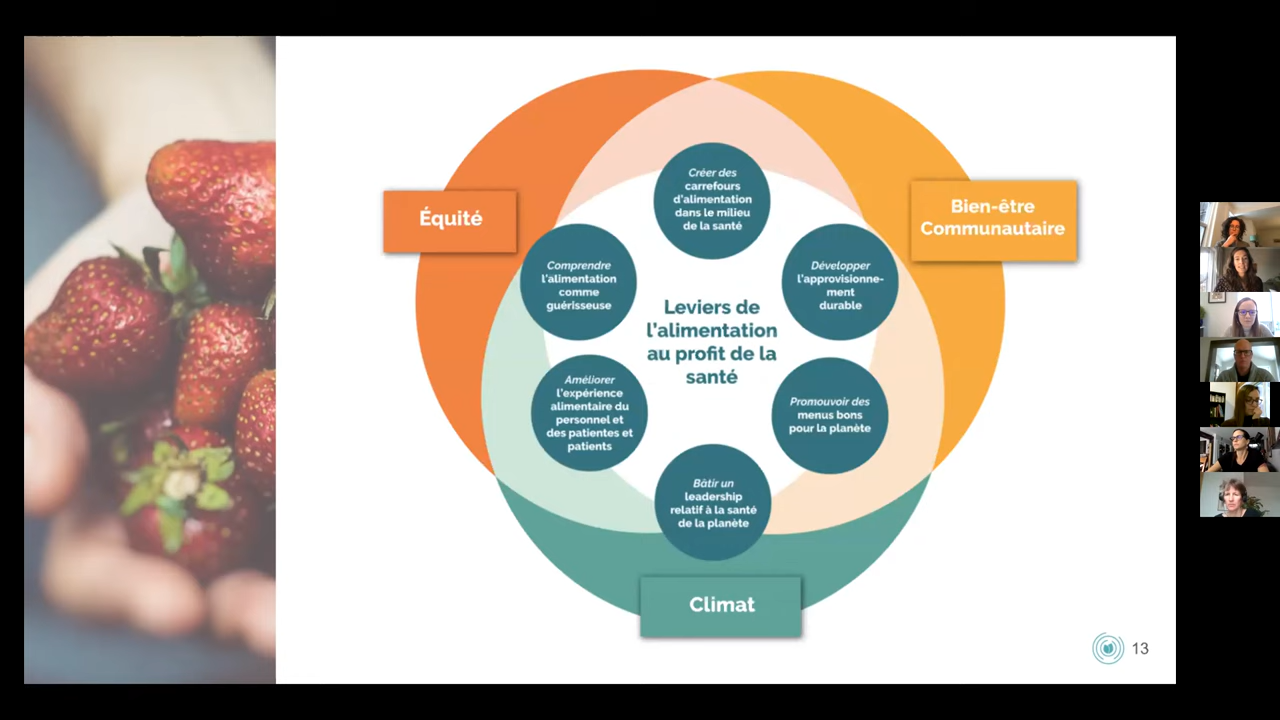 Équité
Bien-être
Communautaire
Créer des
carrefours
d'alimentation
dans le milieu
de la santé
Comprendre
l'alimentation
comme
guérisseuse
Développer
l'approvisionne-
ment
durable
Leviers de
l'alimentation
au profit de la
santé
Améliorer
l'expérience
alimentaire du
personnel et
des patientes et
patients
Promouvoir des
menus bons
pour la planète
Bâtir un
leadership
relatif à la santé
de la planète
Climat
13